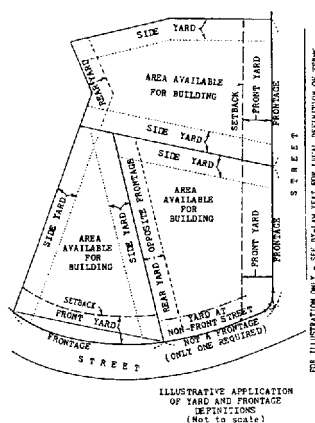 SIDE YARD
REAR YARD
AREA AVAILABLE
FOR BUILDING
SETBACK
FRONT YARD
FRONTAGE
SIDE YARD
SIDE YARD
STREET
SIDE YARD
AREA
AVAILABLE
FOR
BUILDING
SIDE YARD
OPPOSITE FRONTAGE
REAR YARD
AREA
AVAILABLE
FOR
BUILDING
FRONT YARD
FRONTAGE
SETBACK
FRONT YARD
FRONTAGE
STREET
YARD AT
NON-FRONT STREET
NOT A FRONTAGE
(ONLY ONE REQUIRED)
FOR ILLUSTRATION ONLY - SEE BY-LAW TEXT FOR LEGAL DEFINITION OF TERMS
ILLUSTRATIVE APPLICATION
OF YARD AND FRONTAGE
DEFINITIONS
(Not to scale)